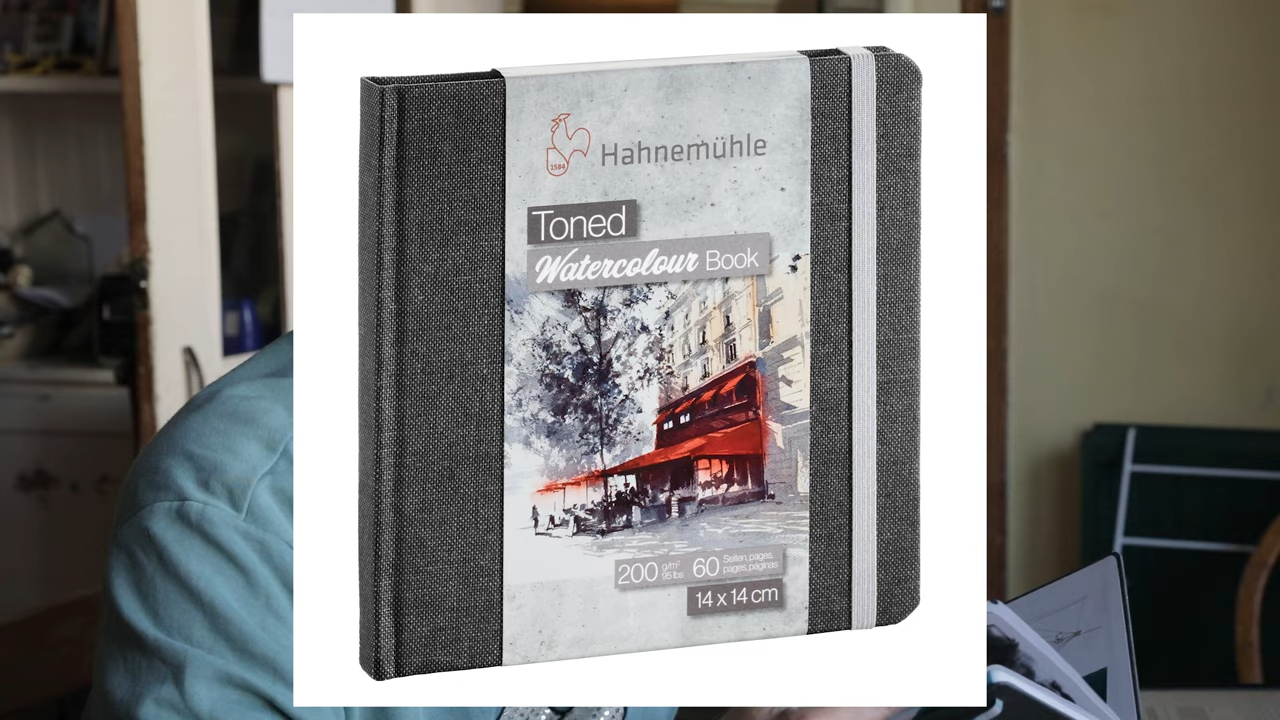 1584
Hahnemühle
Toned
Watercolour Book
200 g/m² 95 lbs 60 Seiten, pages, pages, páginas
14 x 14 cm